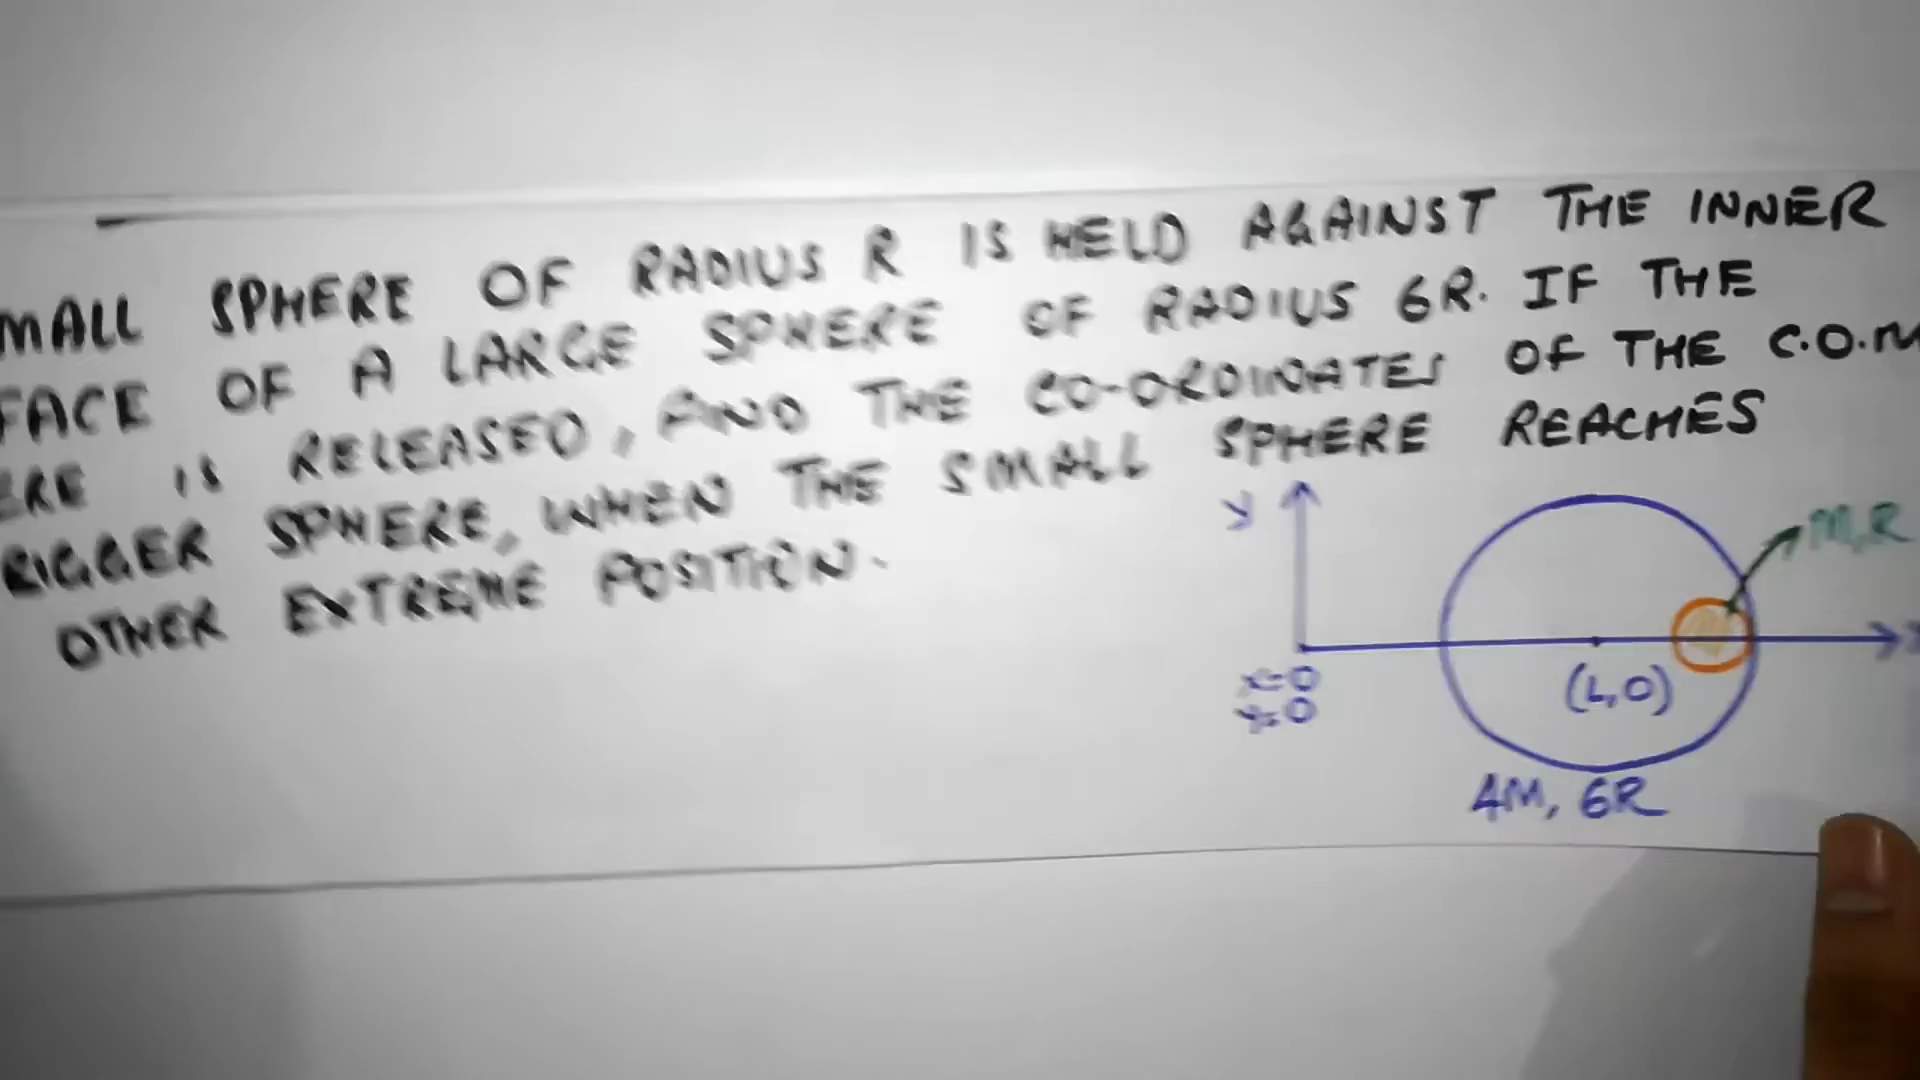 MALL SPHERE OF RADIUS R IS HELD AGAINST THE INNER
FACE OF A LARGE SPHERE OF RADIUS 6R. IF THE
ERE IS RELEASED, FIND THE CO-ORDINATES OF THE C.O.M
BIGGER SPHERE, WHEN THE SMALL SPHERE REACHES
OTHER EXTREME POSITION.
Y
M,R
(L,0)
x=0
y=0
4M, 6R